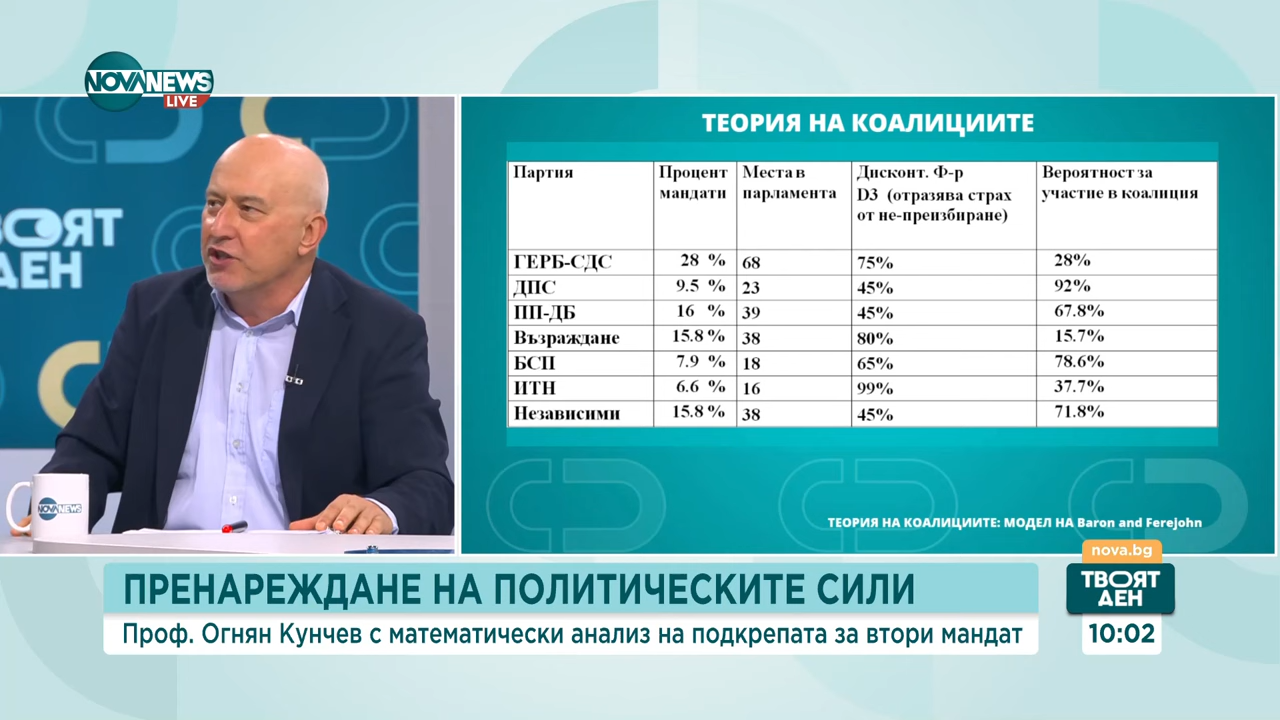 NOVANEWS
LIVE
ТВОЯТ
ДЕН
NOVANEWS
ТЕОРИЯ НА КОАЛИЦИИТЕ
Партия Процент мандати Места в парламента Дисконт. Ф-р D3 (отразява страх от не-преизбиране) Вероятност за участие в коалиция
ГЕРБ-СДС 28 % 68 75% 28%
ДПС 9.5 % 23 45% 92%
ПП-ДБ 16 % 39 45% 67.8%
Възраждане 15.8 % 38 80% 15.7%
БСП 7.9 % 18 65% 78.6%
ИТН 6.6 % 16 99% 37.7%
Независими 15.8 % 38 45% 71.8%
ТЕОРИЯ НА КОАЛИЦИИТЕ: МОДЕЛ НА Baron and Ferejohn
ПРЕНАРЕЖДАНЕ НА ПОЛИТИЧЕСКИТЕ СИЛИ
Проф. Огнян Кунчев с математически анализ на подкрепата за втори мандат
nova.bg
ТВОЯТ
ДЕН
10:02